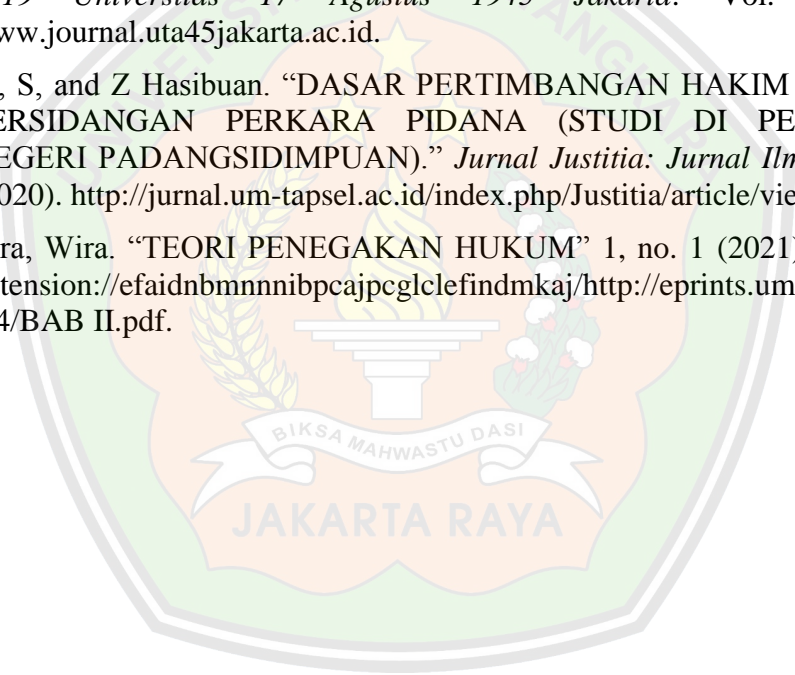 19 Universitas 17 Agustus 1945 Jakarta. Vol.
www.journal.uta45jakarta.ac.id.
, S, and Z Hasibuan. “DASAR PERTIMBANGAN HAKIM
ERSIDANGAN PERKARA PIDANA (STUDI DI PE
EGERI PADANGSIDIMPUAN).” Jurnal Justitia: Jurnal Ilm
020). http://jurnal.um-tapsel.ac.id/index.php/Justitia/article/vie
ra, Wira. “TEORI PENEGAKAN HUKUM” 1, no. 1 (2021)
tension://efaidnbmnnnibpcajpcglclefindmkaj/http://eprints.um
4/BAB II.pdf.
BIKSA MAHWASTU DASI
JAKARTA RAYA